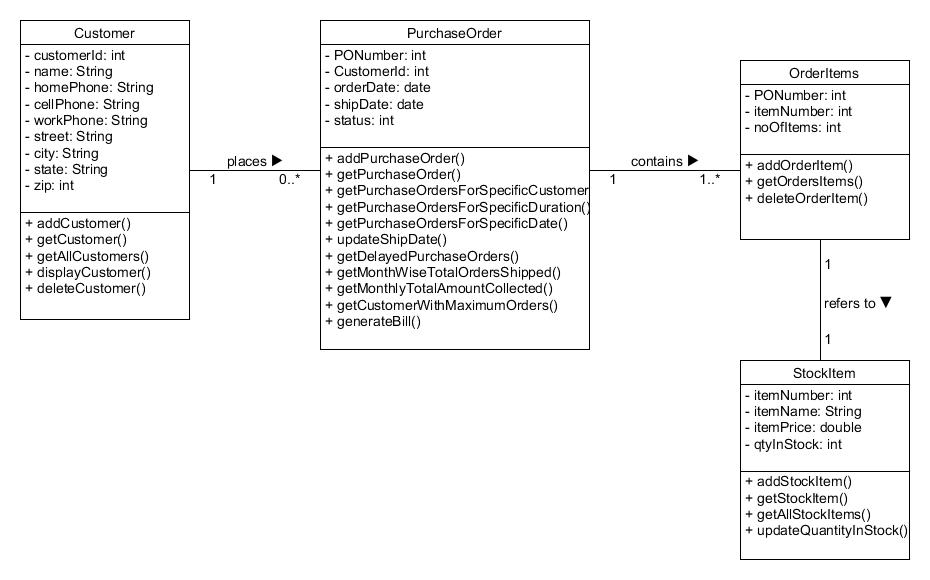 Customer
- customerId: int
- name: String
- homePhone: String
- cellPhone: String
- workPhone: String
- street: String
- city: String
- state: String
- zip: int
+ addCustomer()
+ getCustomer()
+ getAllCustomers()
+ displayCustomer()
+ deleteCustomer()
places ▶
1
0..*
PurchaseOrder
- PONumber: int
- CustomerId: int
- orderDate: date
- shipDate: date
- status: int
+ addPurchaseOrder()
+ getPurchaseOrder()
+ getPurchaseOrdersForSpecificCustomer
+ getPurchaseOrdersForSpecificDuration()
+ getPurchaseOrdersForSpecificDate()
+ updateShipDate()
+ getDelayedPurchaseOrders()
+ getMonthWiseTotalOrdersShipped()
+ getMonthlyTotalAmountCollected()
+ getCustomerWithMaximumOrders()
+ generateBill()
contains ▶
1
1..*
OrderItems
- PONumber: int
- itemNumber: int
- noOfItems: int
+ addOrderItem()
+ getOrdersItems()
+ deleteOrderItem()
1
refers to ▼
1
StockItem
- itemNumber: int
- itemName: String
- itemPrice: double
- qtyInStock: int
+ addStockItem()
+ getStockItem()
+ getAllStockItems()
+ updateQuantityInStock()